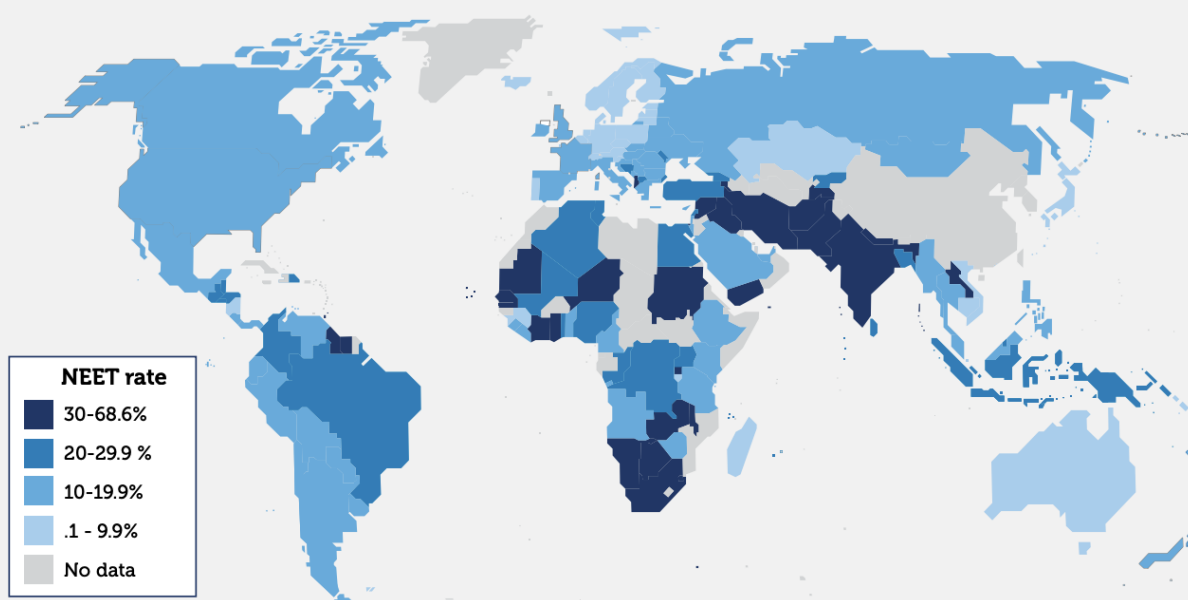 NEET rate
30-68.6%
20-29.9 %
10-19.9%
.1 - 9.9%
No data